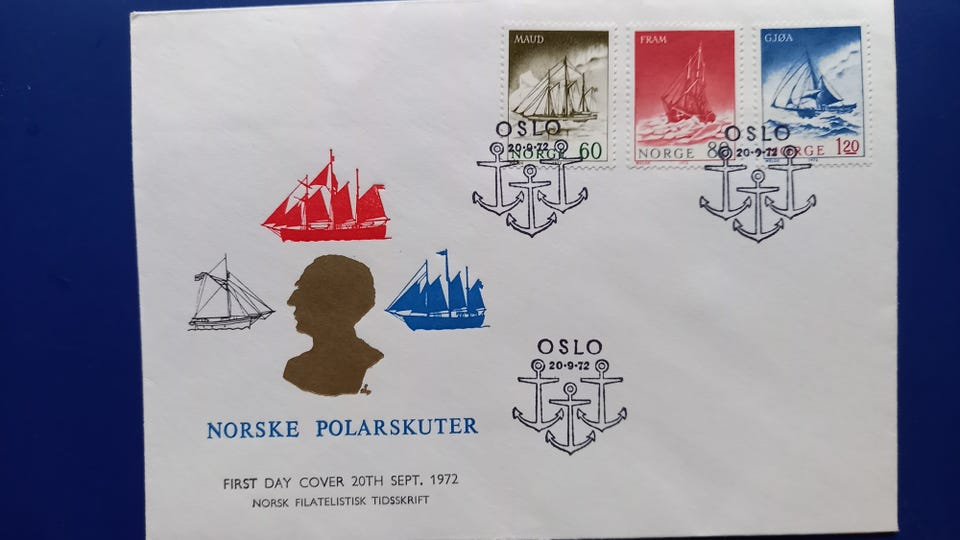 MAUD
NORGE 60
FRAM
NORGE 80
GJØA
NORGE 1.20
OSLO
20-9-72
OSLO
20-9-72
OSLO
20-9-72
NORSKE POLARSKUTER
FIRST DAY COVER 20TH SEPT. 1972
NORSK FILATELISTISK TIDSSKRIFT